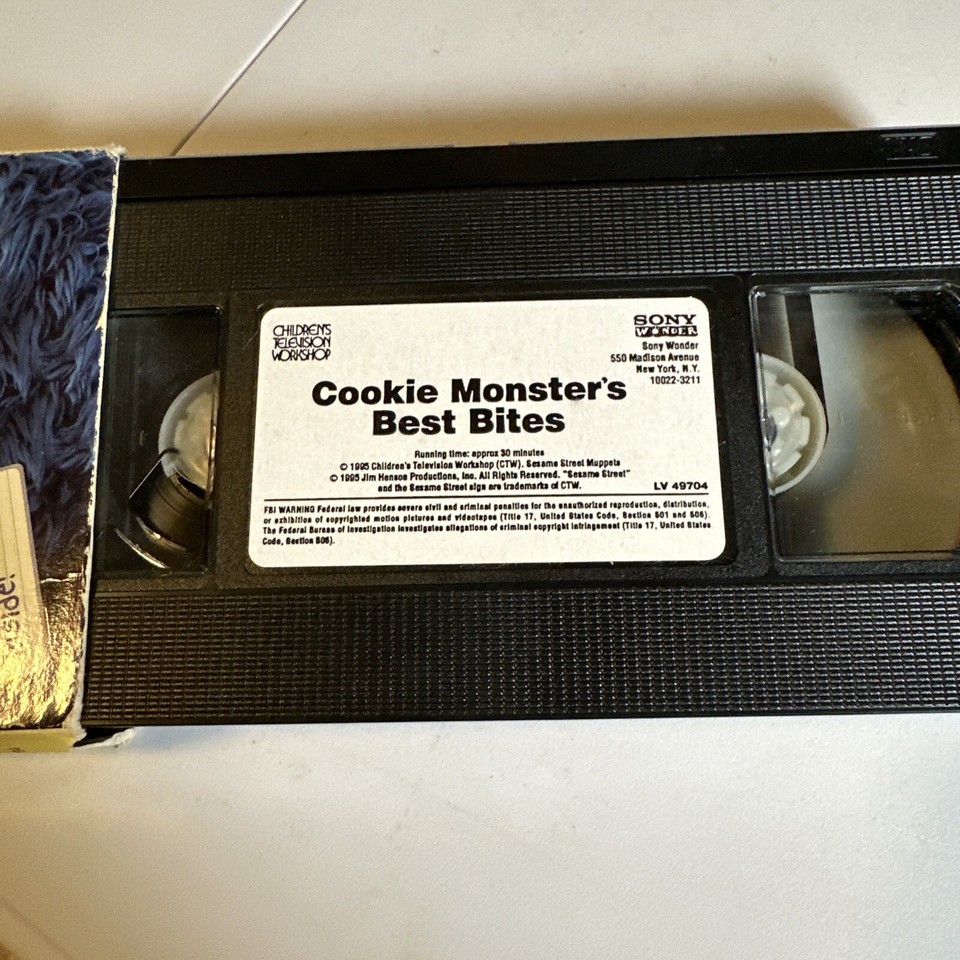 CHILDREN'S
TELEVISION
WORKSHOP
SONY
WONDER
Sony Wonder
550 Madison Avenue
New York, N.Y.
10022-3211
Cookie Monster's
Best Bites
Running time: approx 30 minutes
© 1995 Children's Television Workshop (CTW). Sesame Street Muppets
© 1995 Jim Henson Productions, Inc. All Rights Reserved. "Sesame Street"
and the Sesame Street sign are trademarks of CTW.
LV 49704
FBI WARNING Federal law provides severe civil and criminal penalties for the unauthorized reproduction, distribution,
or exhibition of copyrighted motion pictures and videotapes (Title 17, United States Code, Section 501 and 506).
The Federal Bureau of Investigation investigates allegations of criminal copyright infringement (Title 17, United States
Code, Section 506).